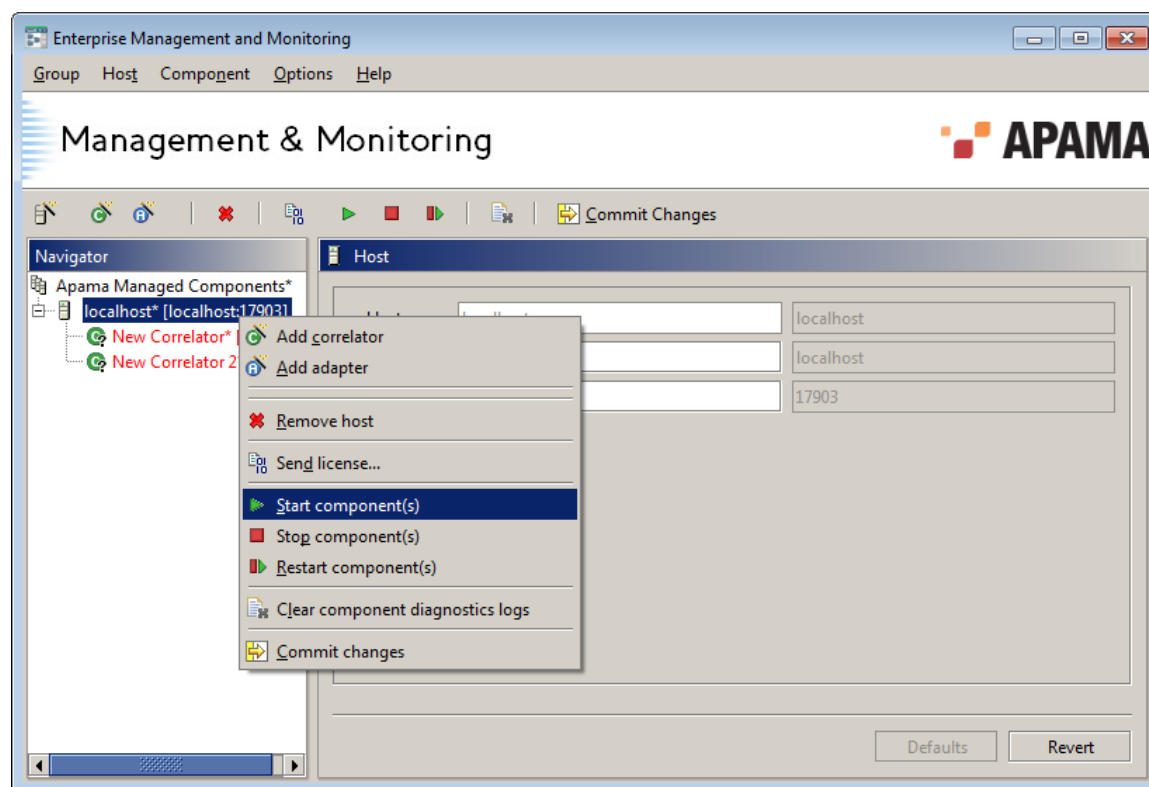 Enterprise Management and Monitoring
Group Host Component Options Help
Management & Monitoring
APAMA
Commit Changes
Navigator
Host
Apama Managed Components*
localhost* [localhost:17903]
localhost
New Correlator* [
Add correlator
New Correlator 2
Add adapter
localhost
17903
Remove host
Send license...
Start component(s)
Stop component(s)
Restart component(s)
Clear component diagnostics logs
Commit changes
Defaults
Revert